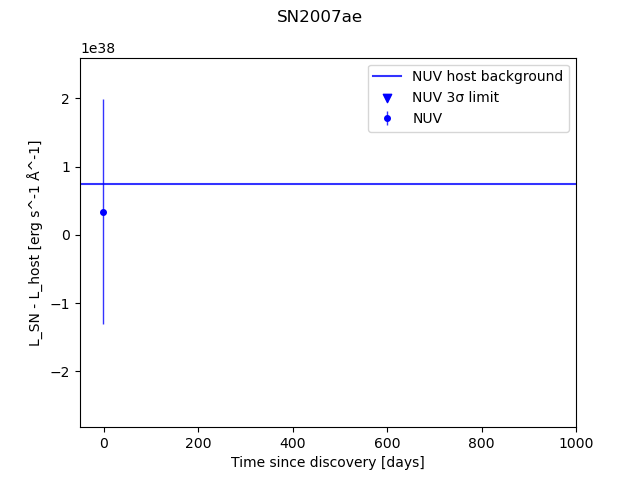 SN2007ae
1e38
NUV host background
NUV 3σ limit
NUV
2
1
0
−1
−2
L_SN - L_host [erg s^-1 Å^-1]
0 200 400 600 800 1000
Time since discovery [days]